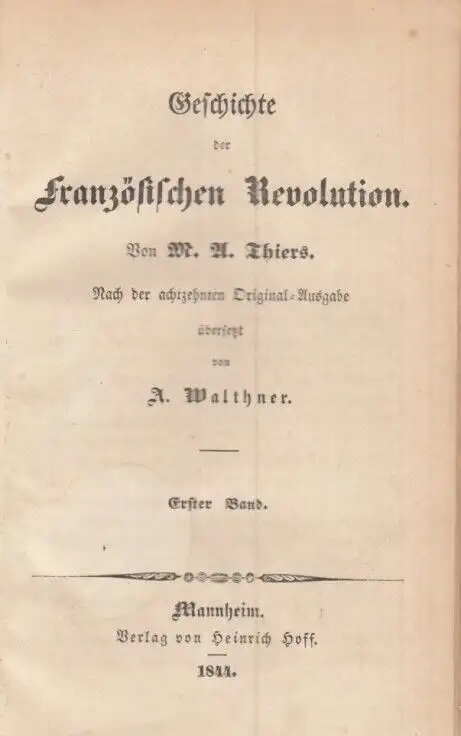 Geschichte
der
Französischen Revolution.
Von M. A. Thiers.
Nach der achtzehnten Original-Ausgabe
übersetzt
von
A. Walthner.
Erster Band.
Mannheim.
Verlag von Heinrich Hoff.
1844.